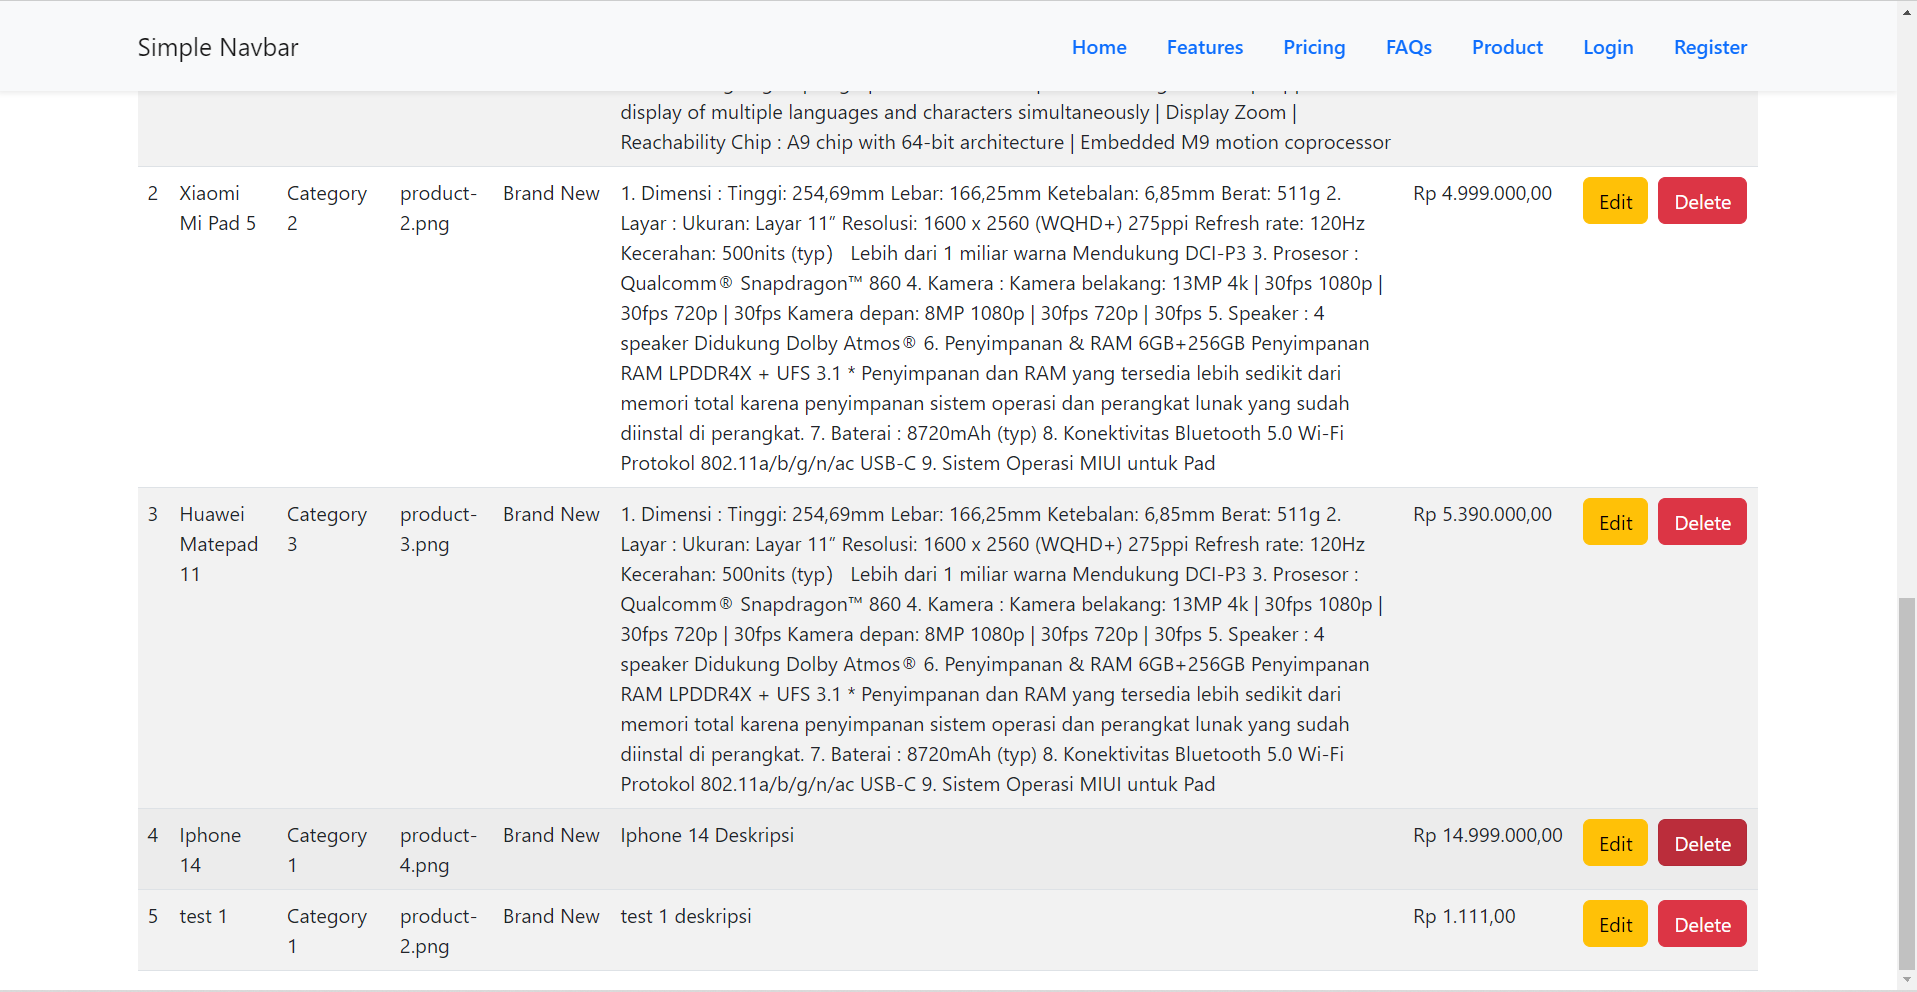 Simple Navbar
Home Features Pricing FAQs Product Login Register
display of multiple languages and characters simultaneously | Display Zoom |
Reachability Chip : A9 chip with 64-bit architecture | Embedded M9 motion coprocessor
2 Xiaomi Category product- Brand New 1. Dimensi : Tinggi: 254,69mm Lebar: 166,25mm Ketebalan: 6,85mm Berat: 511g 2. Rp 4.999.000,00 Edit Delete
Mi Pad 5 2 2.png Layar : Ukuran: Layar 11” Resolusi: 1600 x 2560 (WQHD+) 275ppi Refresh rate: 120Hz
Kecerahan: 500nits (typ) Lebih dari 1 miliar warna Mendukung DCI-P3 3. Prosesor :
Qualcomm® Snapdragon™ 860 4. Kamera : Kamera belakang: 13MP 4k | 30fps 1080p |
30fps 720p | 30fps Kamera depan: 8MP 1080p | 30fps 720p | 30fps 5. Speaker : 4
speaker Didukung Dolby Atmos® 6. Penyimpanan & RAM 6GB+256GB Penyimpanan
RAM LPDDR4X + UFS 3.1 * Penyimpanan dan RAM yang tersedia lebih sedikit dari
memori total karena penyimpanan sistem operasi dan perangkat lunak yang sudah
diinstal di perangkat. 7. Baterai : 8720mAh (typ) 8. Konektivitas Bluetooth 5.0 Wi-Fi
Protokol 802.11a/b/g/n/ac USB-C 9. Sistem Operasi MIUI untuk Pad
3 Huawei Category product- Brand New 1. Dimensi : Tinggi: 254,69mm Lebar: 166,25mm Ketebalan: 6,85mm Berat: 511g 2. Rp 5.390.000,00 Edit Delete
Matepad 3 3.png Layar : Ukuran: Layar 11” Resolusi: 1600 x 2560 (WQHD+) 275ppi Refresh rate: 120Hz
11 Kecerahan: 500nits (typ) Lebih dari 1 miliar warna Mendukung DCI-P3 3. Prosesor :
Qualcomm® Snapdragon™ 860 4. Kamera : Kamera belakang: 13MP 4k | 30fps 1080p |
30fps 720p | 30fps Kamera depan: 8MP 1080p | 30fps 720p | 30fps 5. Speaker : 4
speaker Didukung Dolby Atmos® 6. Penyimpanan & RAM 6GB+256GB Penyimpanan
RAM LPDDR4X + UFS 3.1 * Penyimpanan dan RAM yang tersedia lebih sedikit dari
memori total karena penyimpanan sistem operasi dan perangkat lunak yang sudah
diinstal di perangkat. 7. Baterai : 8720mAh (typ) 8. Konektivitas Bluetooth 5.0 Wi-Fi
Protokol 802.11a/b/g/n/ac USB-C 9. Sistem Operasi MIUI untuk Pad
4 Iphone Category product- Brand New Iphone 14 Deskripsi Rp 14.999.000,00 Edit Delete
14 1 4.png
5 test 1 Category product- Brand New test 1 deskripsi Rp 1.111,00 Edit Delete
1 2.png